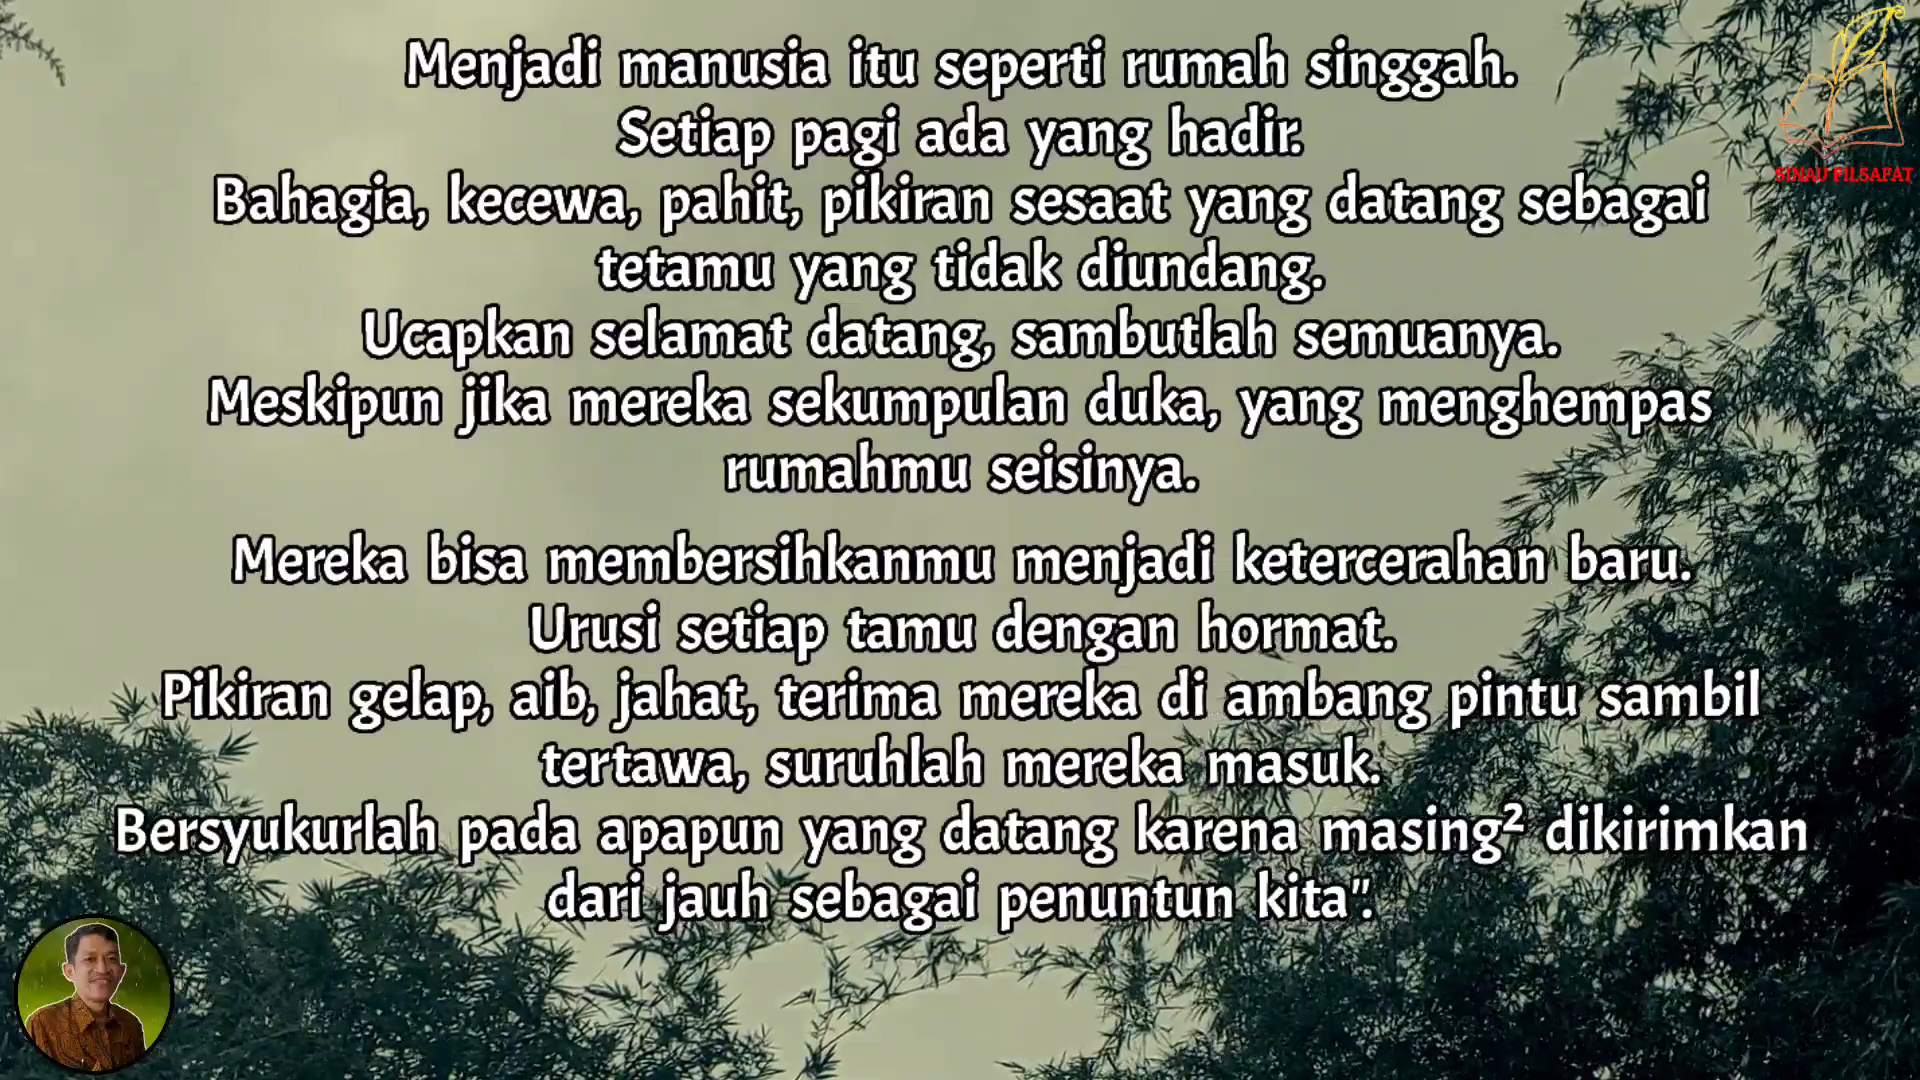 Menjadi manusia itu seperti rumah singgah.
Setiap pagi ada yang hadir.
Bahagia, kecewa, pahit, pikiran sesaat yang datang sebagai
tetamu yang tidak diundang.
Ucapkan selamat datang, sambutlah semuanya.
Meskipun jika mereka sekumpulan duka, yang menghempas
rumahmu seisinya.
Mereka bisa membersihkanmu menjadi ketercerahan baru.
Urusi setiap tamu dengan hormat.
Pikiran gelap, aib, jahat, terima mereka di ambang pintu sambil
tertawa, suruhlah mereka masuk.
Bersyukurlah pada apapun yang datang karena masing² dikirimkan
dari jauh sebagai penuntun kita".
SINAU FILSAFAT